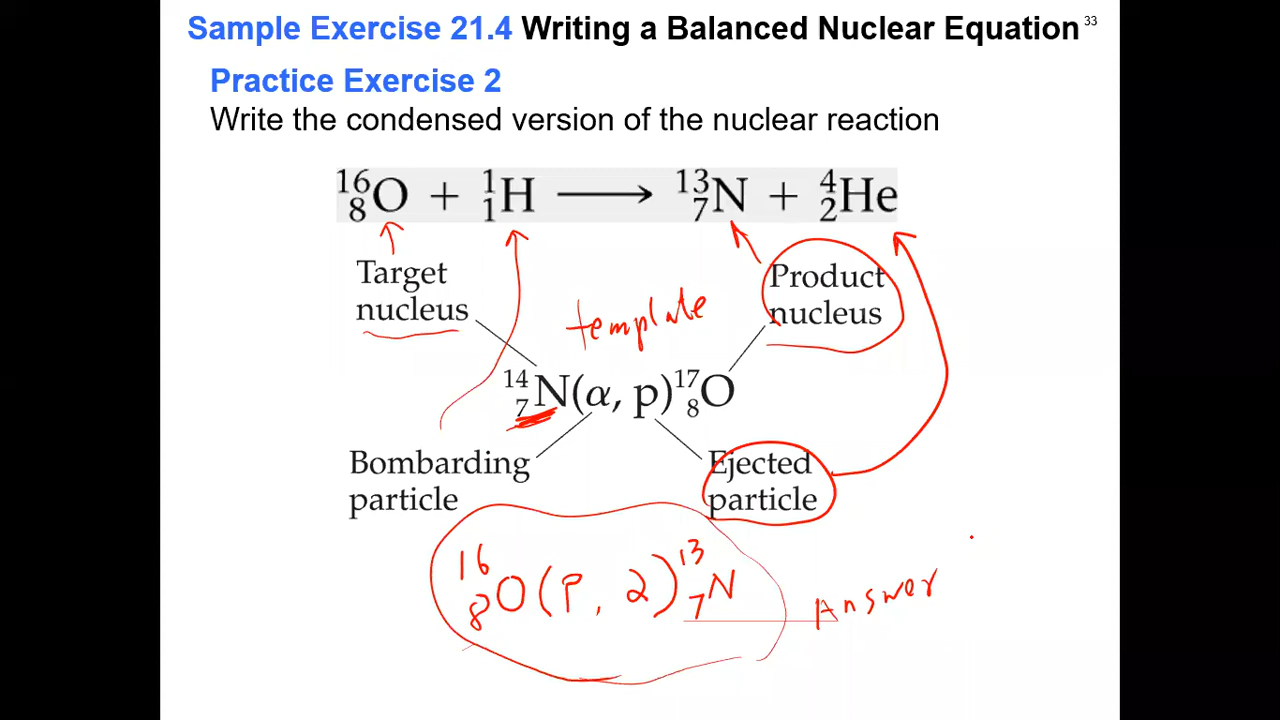 Sample Exercise 21.4 Writing a Balanced Nuclear Equation 33
Practice Exercise 2
Write the condensed version of the nuclear reaction
¹⁶₈O + ¹₁H ⟶ ¹³₇N + ⁴₂He
Target
nucleus
Product
nucleus
template
¹⁴₇N(α, p)¹⁷₈O
Bombarding
particle
Ejected
particle
¹⁶₈O(P, α)¹³₇N
Answer